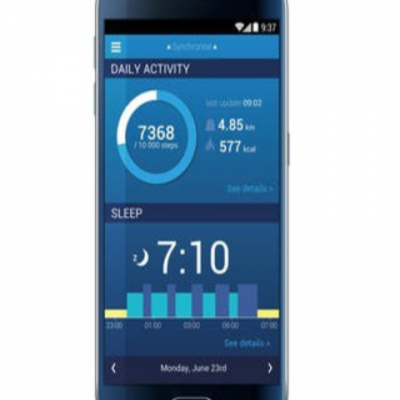 9:37
▲ Synchronise ▲
DAILY ACTIVITY
last update 09:02
7368
/ 10 000 steps
4.85 km
577 kcal
See details >
SLEEP
z 7:10
23:00 01:00 03:00 05:00 07:00
See details >
< Monday, June 23rd >